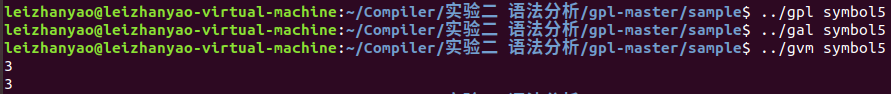 leizhanyao@leizhanyao-virtual-machine:~/Compiler/实验二 语法分析/gpl-master/sample$ ../gpl symbol5
leizhanyao@leizhanyao-virtual-machine:~/Compiler/实验二 语法分析/gpl-master/sample$ ../gal symbol5
leizhanyao@leizhanyao-virtual-machine:~/Compiler/实验二 语法分析/gpl-master/sample$ ../gvm symbol5
3
3